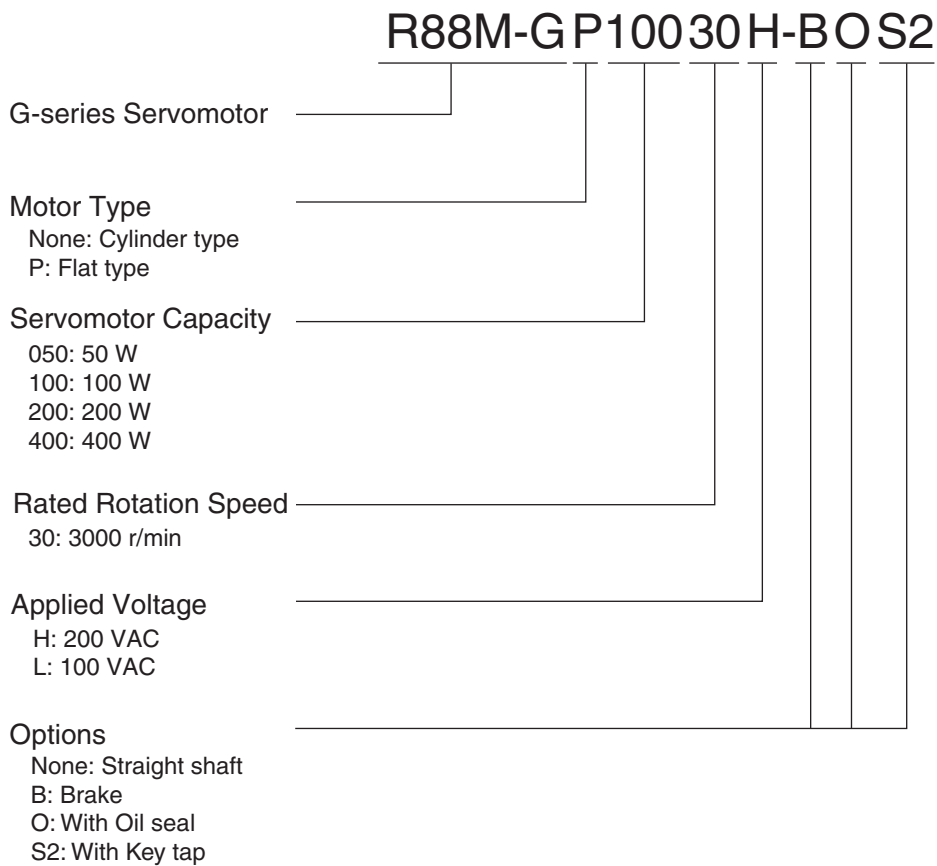 R88M-GP10030H-BOS2
G-series Servomotor
Motor Type
None: Cylinder type
P: Flat type
Servomotor Capacity
050: 50 W
100: 100 W
200: 200 W
400: 400 W
Rated Rotation Speed
30: 3000 r/min
Applied Voltage
H: 200 VAC
L: 100 VAC
Options
None: Straight shaft
B: Brake
O: With Oil seal
S2: With Key tap